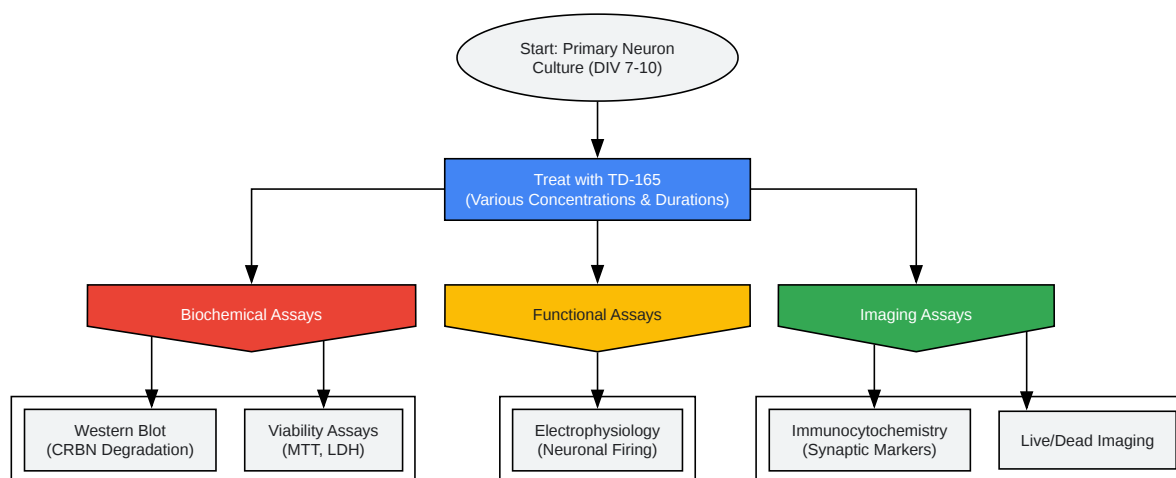 Start: Primary Neuron
Culture (DIV 7-10)
Treat with TD-165
(Various Concentrations & Durations)
Biochemical Assays
Functional Assays
Imaging Assays
Western Blot
(CRBN Degradation)
Viability Assays
(MTT, LDH)
Electrophysiology
(Neuronal Firing)
Immunocytochemistry
(Synaptic Markers)
Live/Dead Imaging